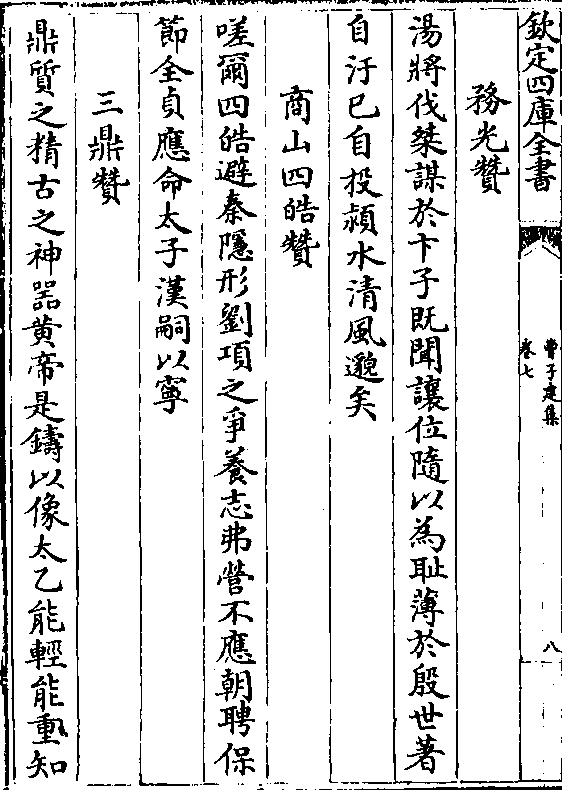 欽定四庫全書
曹子建集
卷七
八
務光贊
湯將伐桀謀於卞子既聞讓位隨以為恥薄於殷世著
自汙已自投潁水清風邈矣
商山四皓贊
嗟爾四皓避秦隱形劉項之爭養志弗營不應朝聘保
節全貞應命太子漢嗣以寧
三鼎贊
鼎質之精古之神器黃帝是鑄以像太乙能輕能重知